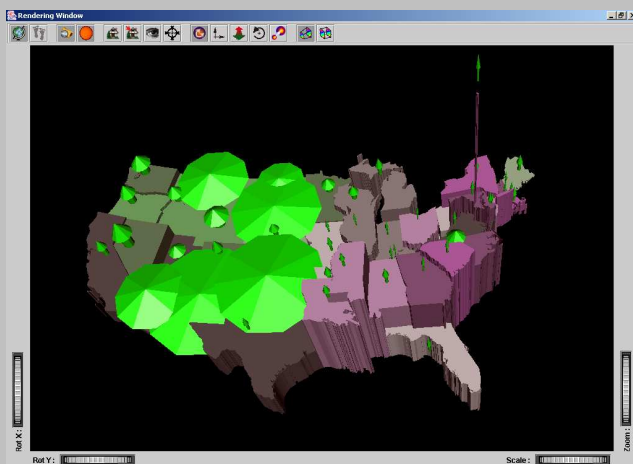 Rendering Window
Rot X :
Zoom :
Rot Y :
Scale :